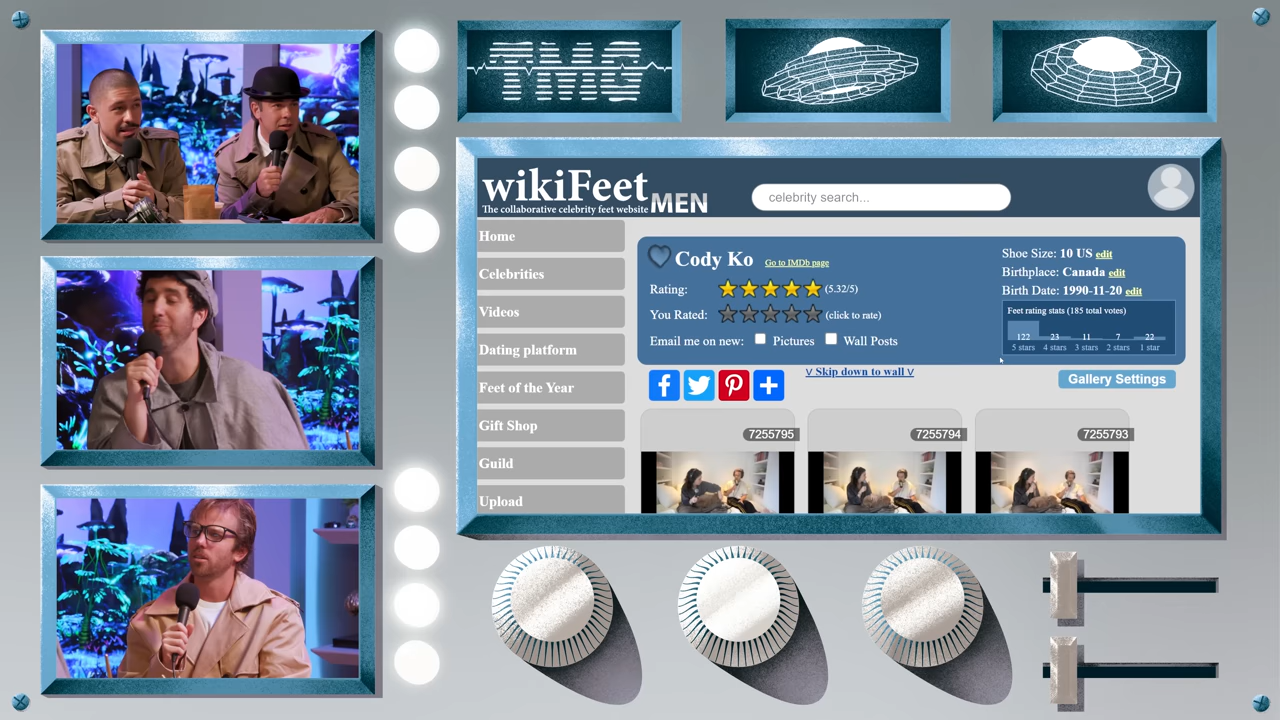 TMG
wikiFeet MEN
The collaborative celebrity feet website
celebrity search...
Home
Celebrities
Videos
Dating platform
Feet of the Year
Gift Shop
Guild
Upload
Cody Ko Go to IMDb page
Rating: (5.32/5)
You Rated: (click to rate)
Email me on new: Pictures Wall Posts
Shoe Size: 10 US edit
Birthplace: Canada edit
Birth Date: 1990-11-20 edit
Feet rating stats (185 total votes)
122 23 11 7 22
5 stars 4 stars 3 stars 2 stars 1 star
V Skip down to wall V
Gallery Settings
7255795 7255794 7255793